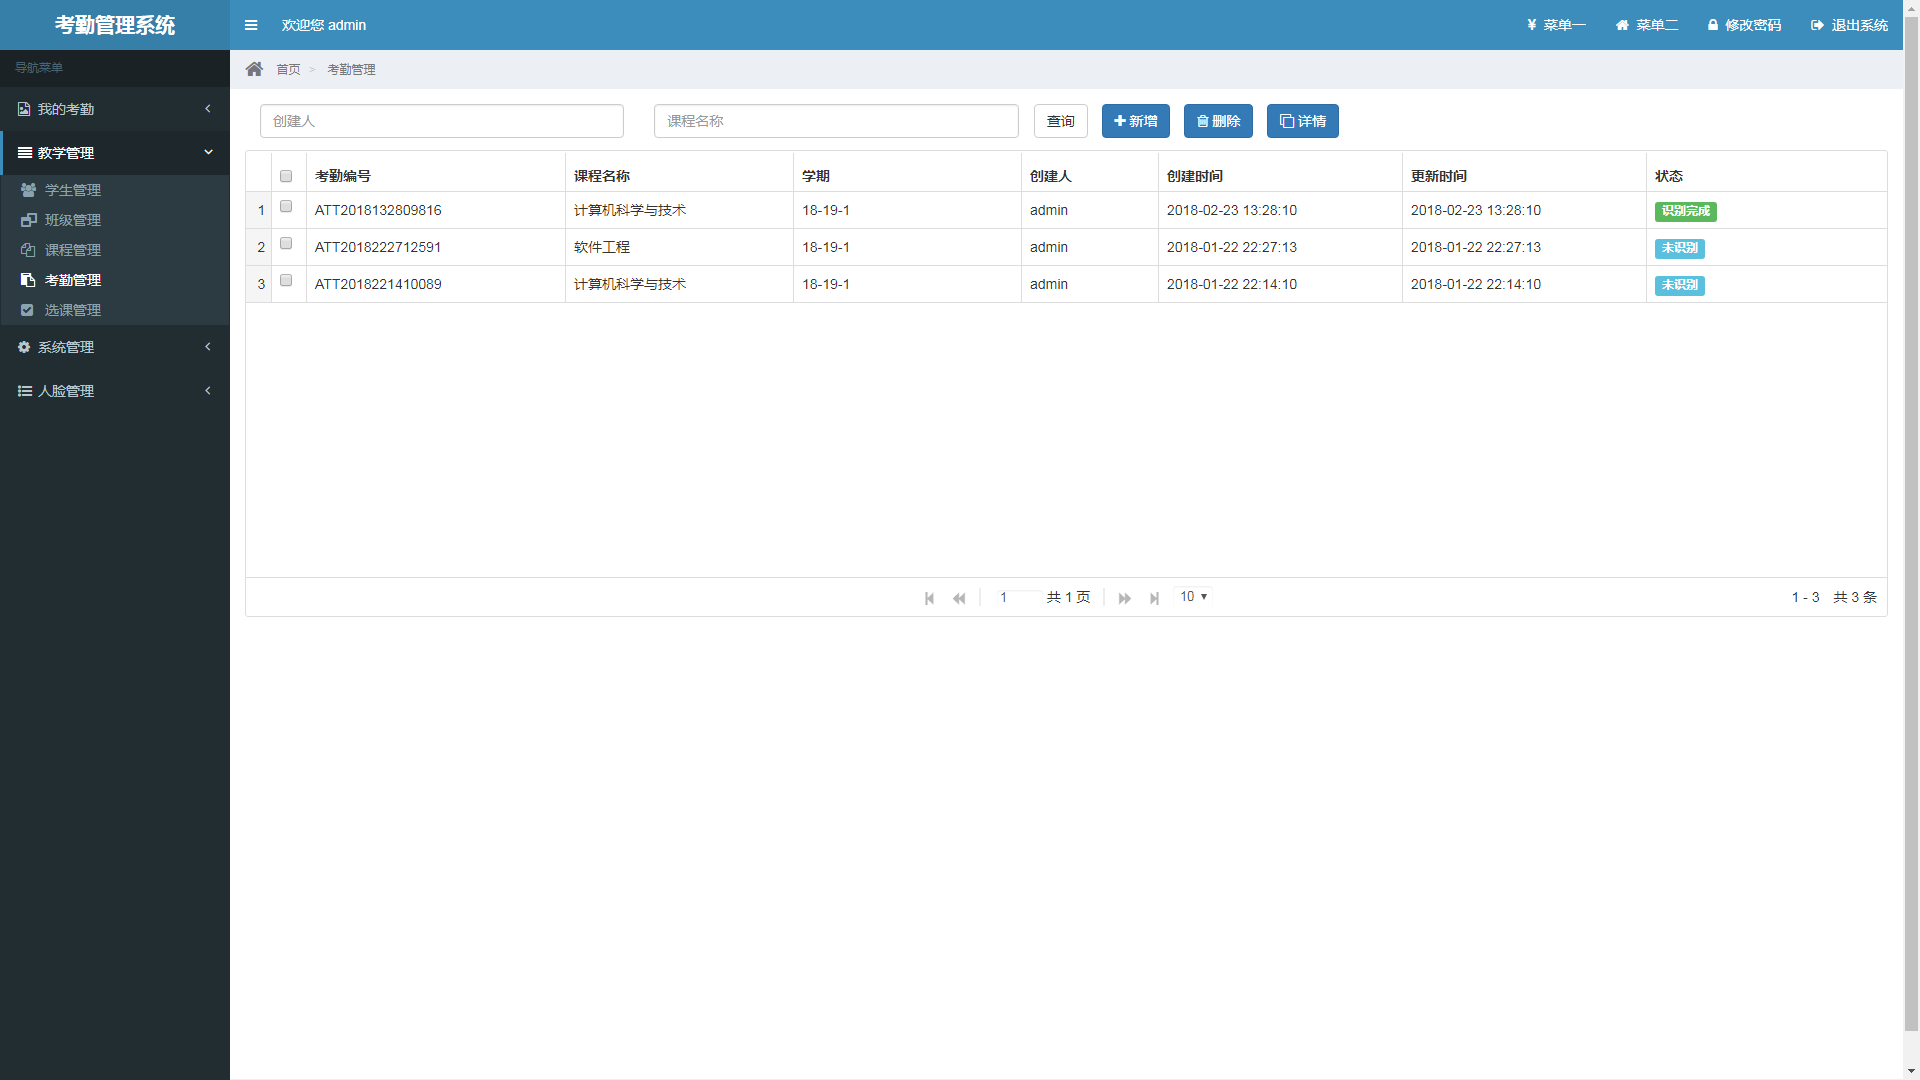 考勤管理系统
欢迎您 admin
¥ 菜单一
菜单二
修改密码
退出系统
导航菜单
首页 > 考勤管理
我的考勤
教学管理
学生管理
班级管理
课程管理
考勤管理
选课管理
系统管理
人脸管理
创建人
课程名称
查询
新增
删除
详情
考勤编号 课程名称 学期 创建人 创建时间 更新时间 状态
1 ATT2018132809816 计算机科学与技术 18-19-1 admin 2018-02-23 13:28:10 2018-02-23 13:28:10 识别完成
2 ATT2018222712591 软件工程 18-19-1 admin 2018-01-22 22:27:13 2018-01-22 22:27:13 未识别
3 ATT2018221410089 计算机科学与技术 18-19-1 admin 2018-01-22 22:14:10 2018-01-22 22:14:10 未识别
1 共 1 页 10
1 - 3 共 3 条